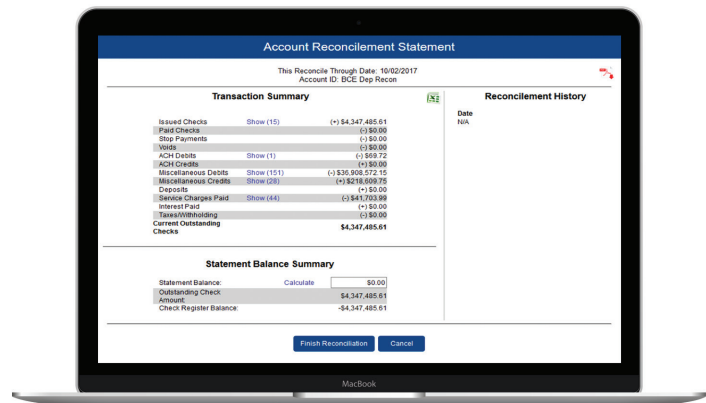 Account Reconcilement Statement
This Reconcile Through Date: 10/02/2017
Account ID: BCE Dep Recon
Transaction Summary
Issued Checks Show (15) (+) $4,347,485.61
Paid Checks (-) $0.00
Stop Payments (-) $0.00
Voids (-) $0.00
ACH Debits Show (1) (-) $69.72
ACH Credits (+) $0.00
Miscellaneous Debits Show (151) (-) $36,908,572.15
Miscellaneous Credits Show (28) (+) $218,609.75
Deposits (+) $0.00
Service Charges Paid Show (44) (-) $41,703.99
Interest Paid (+) $0.00
Taxes/Withholding (-) $0.00
Current Outstanding
Checks $4,347,485.61
Reconcilement History
Date
N/A
Statement Balance Summary
Statement Balance: Calculate $0.00
Outstanding Check
Amount: $4,347,485.61
Check Register Balance: -$4,347,485.61
Finish Reconciliation Cancel
MacBook